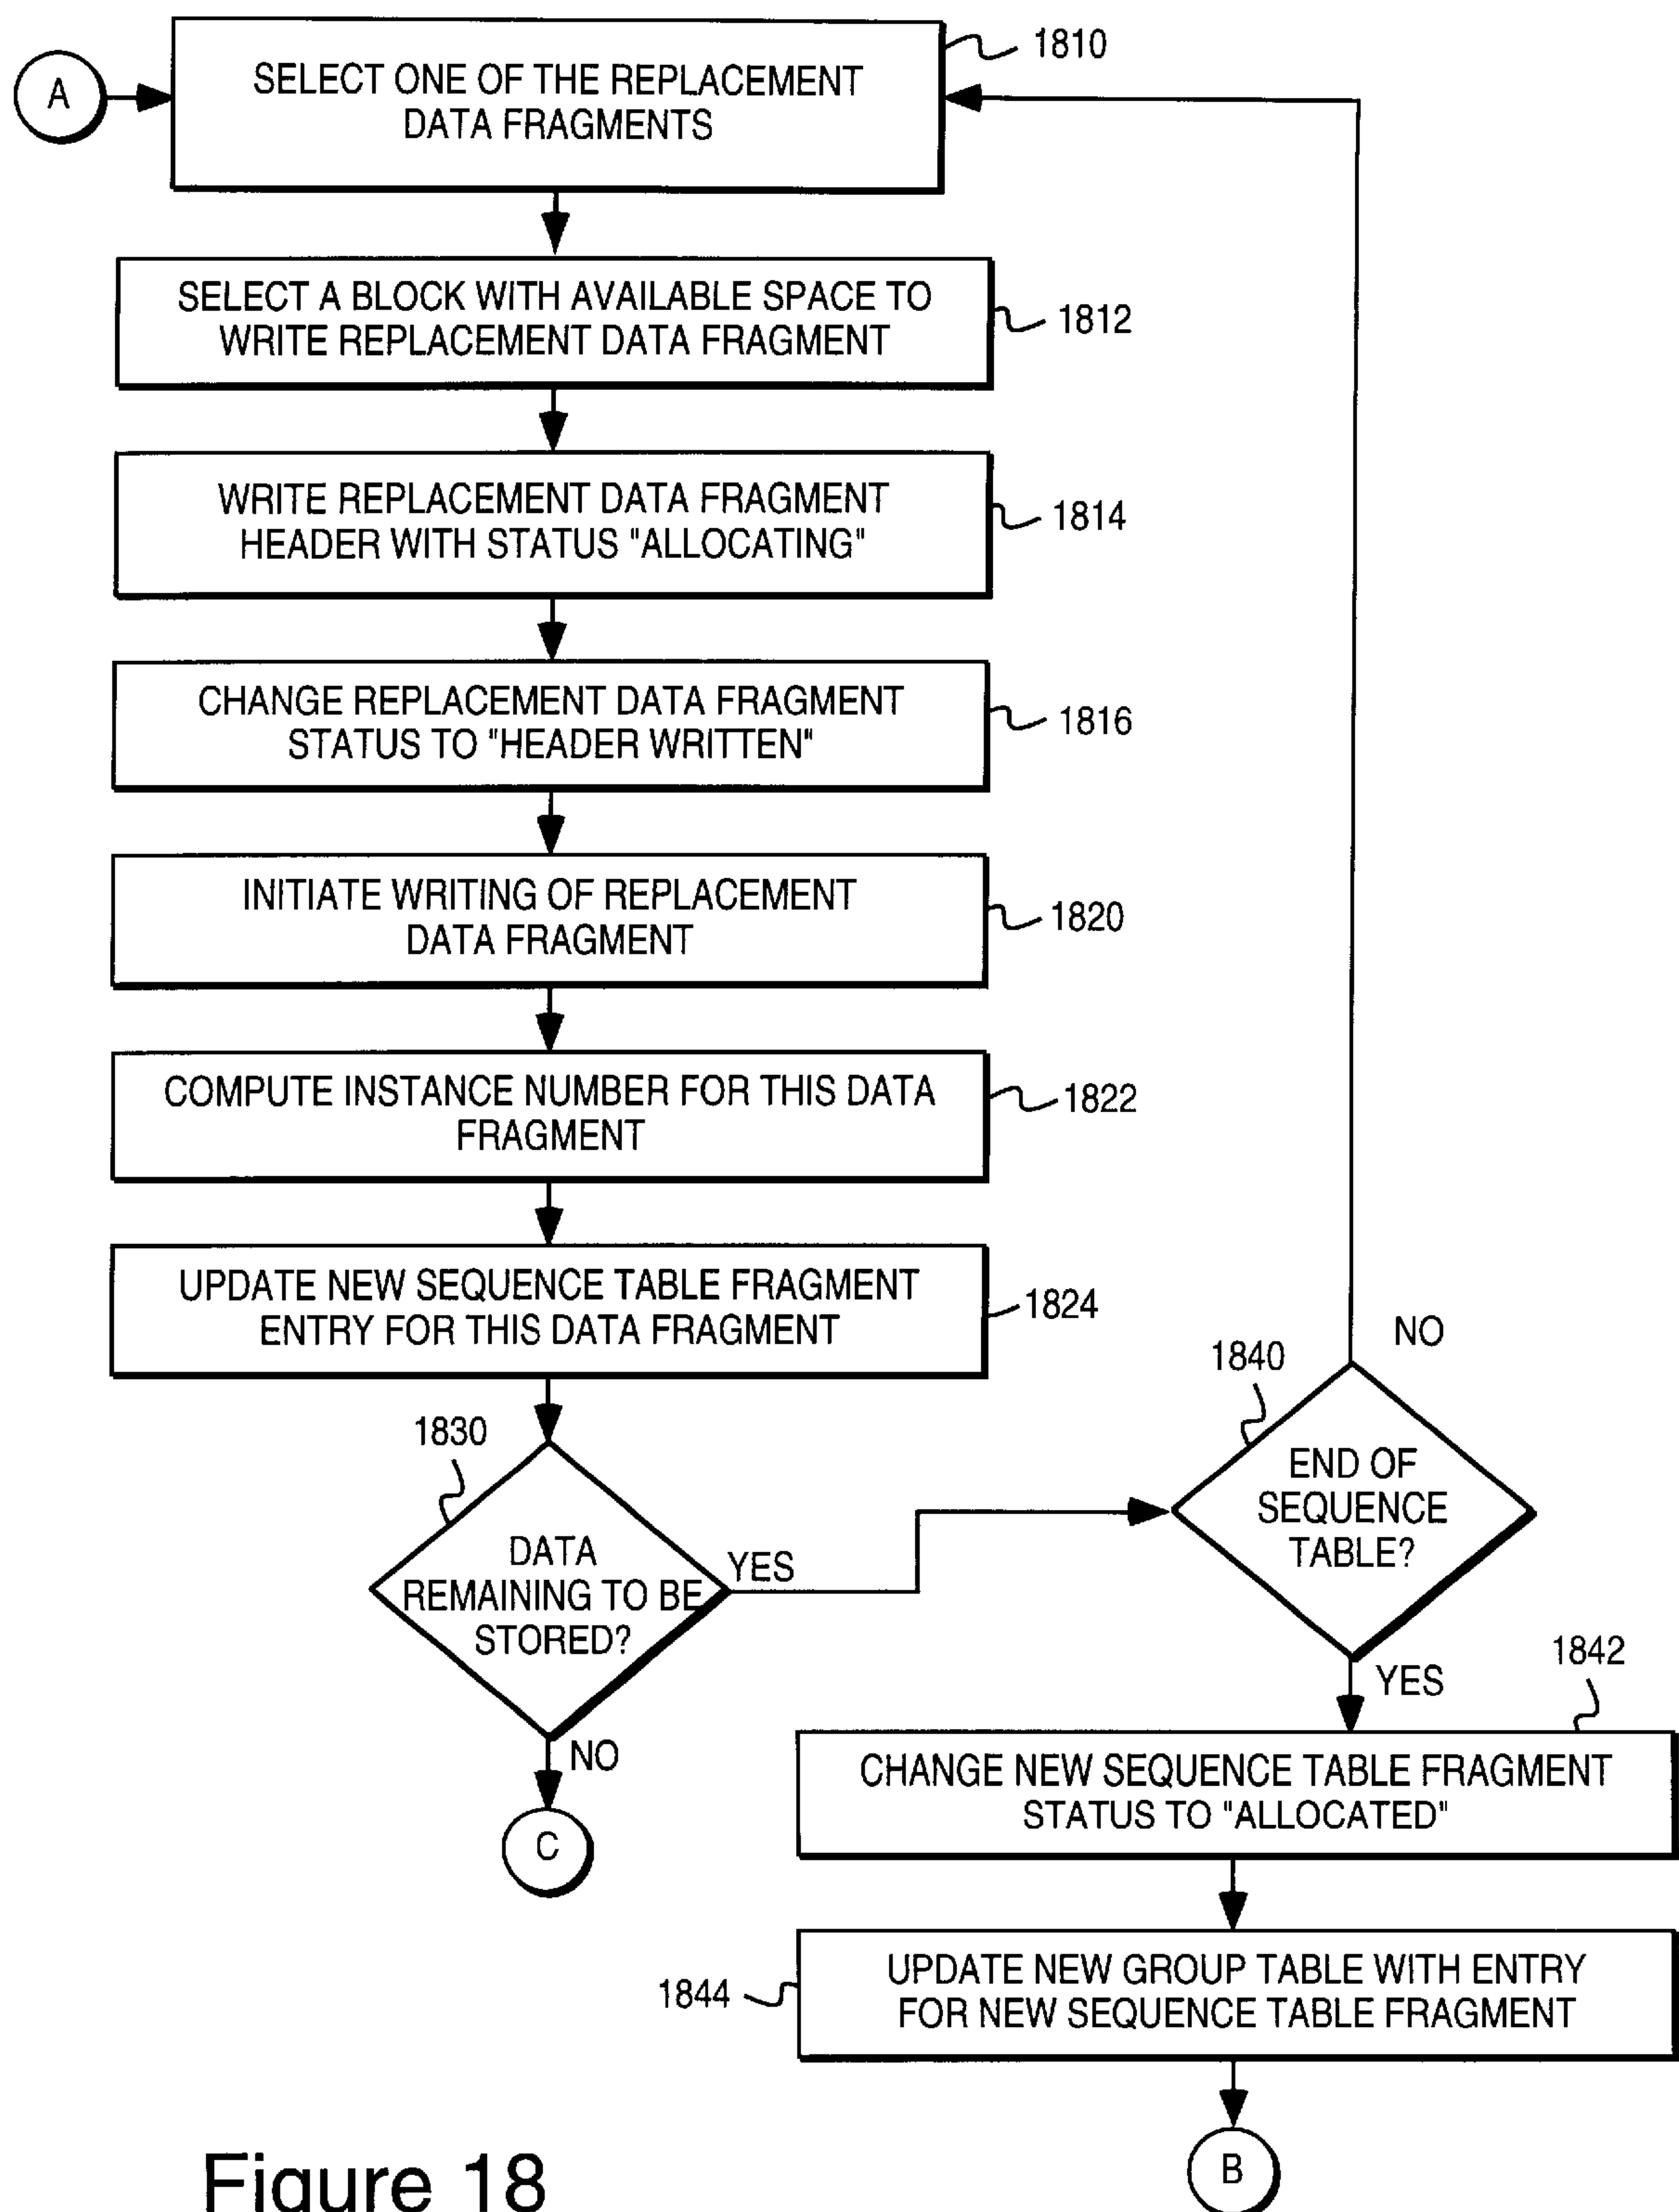 1810
A
SELECT ONE OF THE REPLACEMENT
DATA FRAGMENTS
SELECT A BLOCK WITH AVAILABLE SPACE TO
WRITE REPLACEMENT DATA FRAGMENT
1812
WRITE REPLACEMENT DATA FRAGMENT
HEADER WITH STATUS "ALLOCATING"
1814
CHANGE REPLACEMENT DATA FRAGMENT
STATUS TO "HEADER WRITTEN"
1816
INITIATE WRITING OF REPLACEMENT
DATA FRAGMENT
1820
COMPUTE INSTANCE NUMBER FOR THIS DATA
FRAGMENT
1822
UPDATE NEW SEQUENCE TABLE FRAGMENT
ENTRY FOR THIS DATA FRAGMENT
1824
1830
DATA
REMAINING TO BE
STORED?
YES
NO
C
1840
NO
END OF
SEQUENCE
TABLE?
YES
1842
CHANGE NEW SEQUENCE TABLE FRAGMENT
STATUS TO "ALLOCATED"
1844
UPDATE NEW GROUP TABLE WITH ENTRY
FOR NEW SEQUENCE TABLE FRAGMENT
B
Figure 18